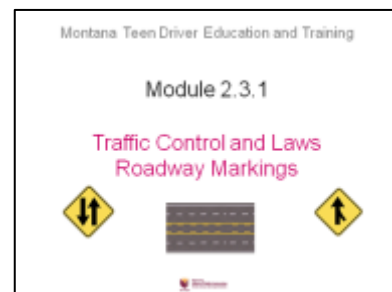 Montana Teen Driver Education and Training
Module 2.3.1
Traffic Control and Laws
Roadway Markings